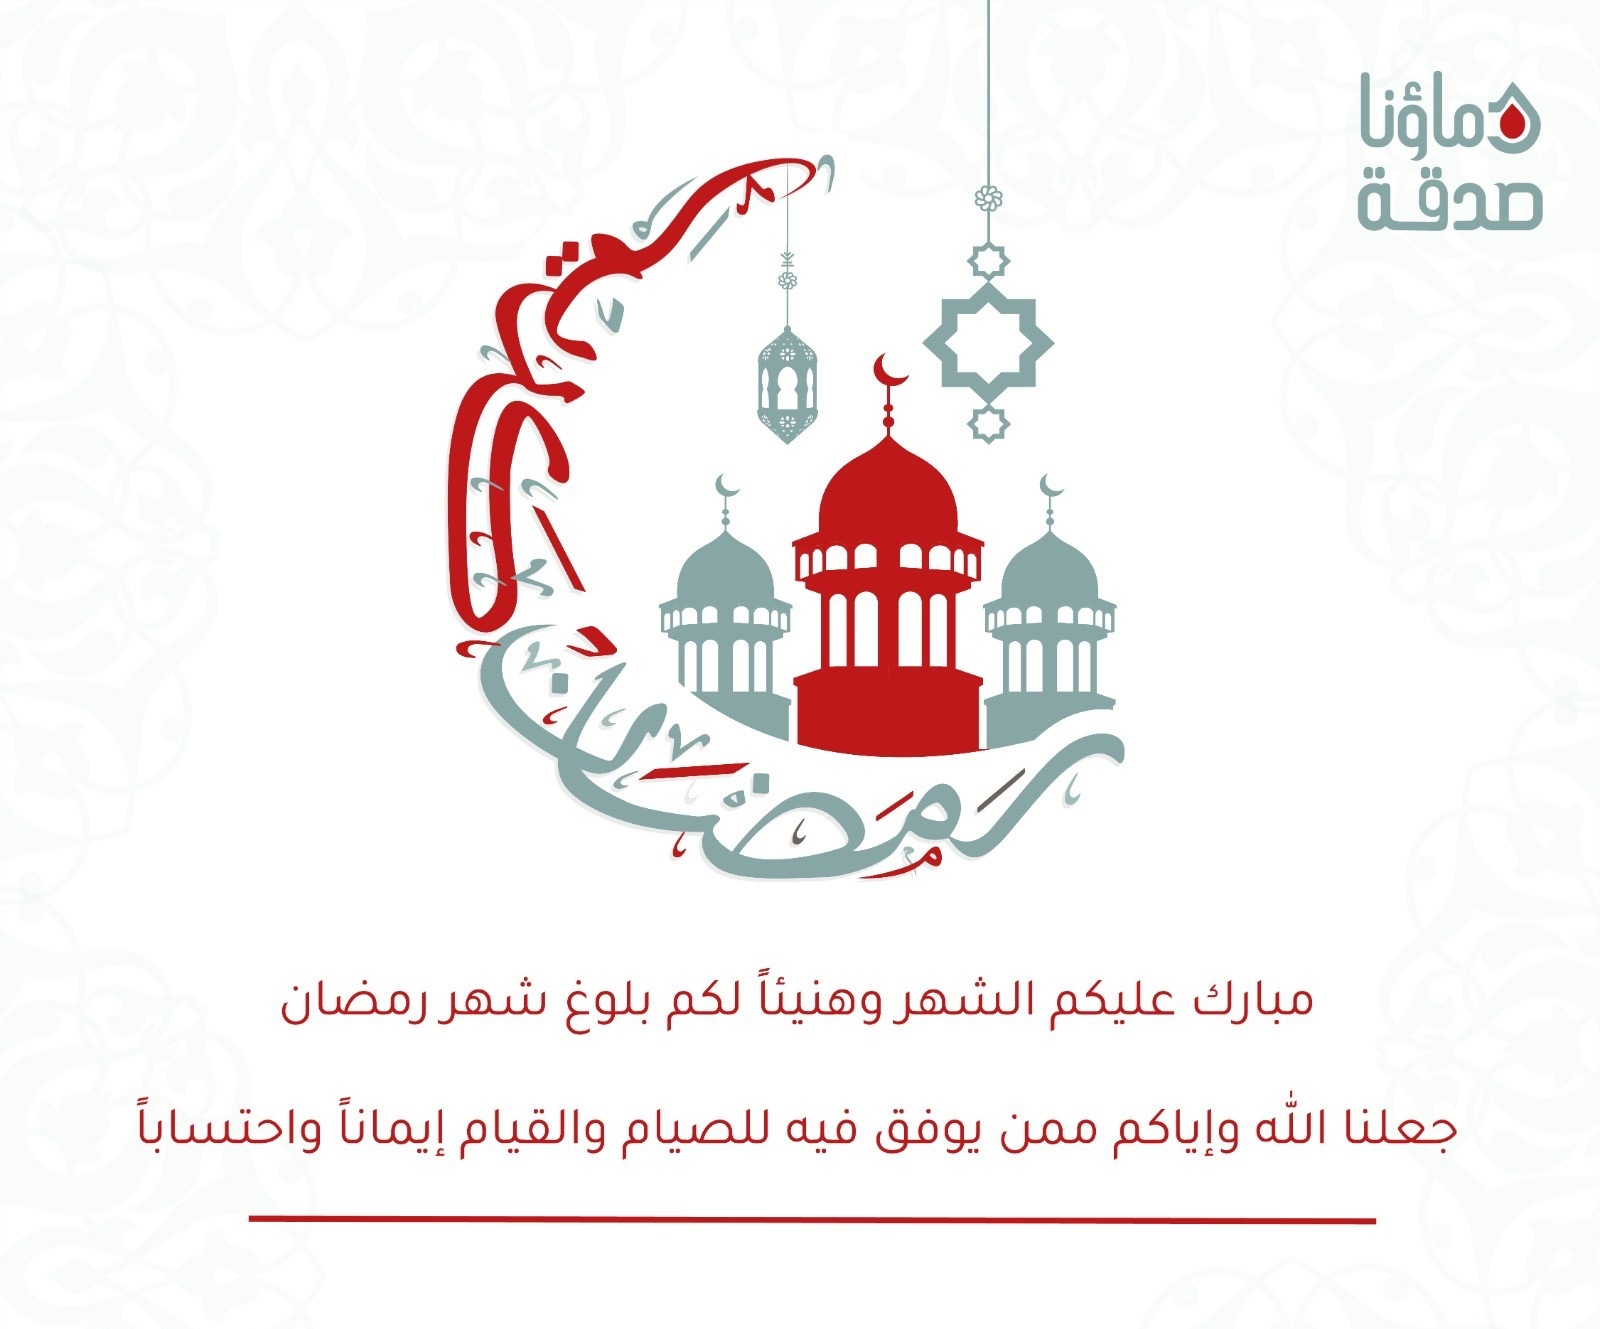 دماؤنا
صدقة
رمضان كريم
مبارك عليكم الشهر وهنيئاً لكم بلوغ شهر رمضان
جعلنا الله وإياكم ممن يوفق فيه للصيام والقيام إيماناً واحتساباً